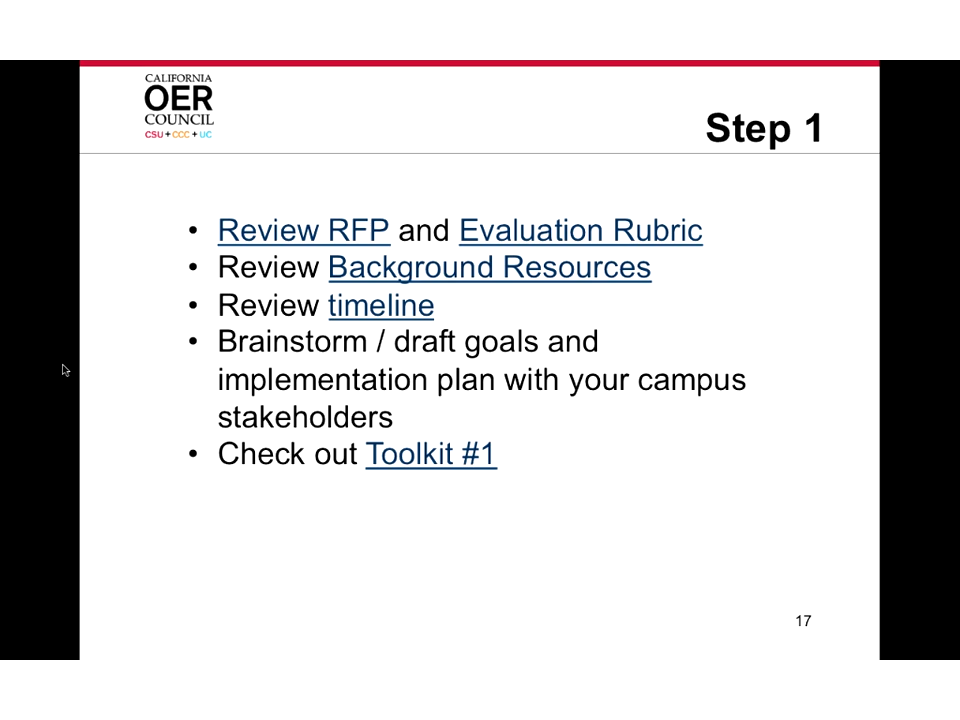 CALIFORNIA
OER
COUNCIL
CSU + CCC + UC
Step 1
• Review RFP and Evaluation Rubric
• Review Background Resources
• Review timeline
• Brainstorm / draft goals and
implementation plan with your campus
stakeholders
• Check out Toolkit #1
17